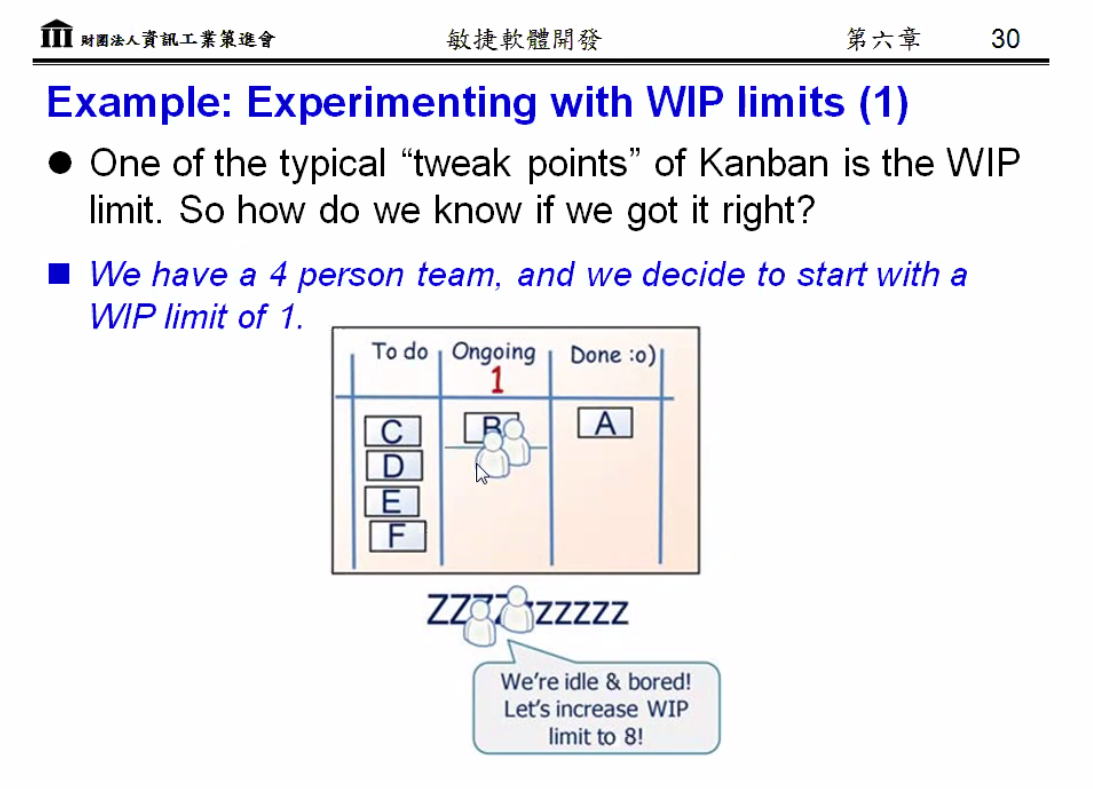 財團法人資訊工業策進會 敏捷軟體開發 第六章 30
Example: Experimenting with WIP limits (1)
One of the typical “tweak points” of Kanban is the WIP
limit. So how do we know if we got it right?
We have a 4 person team, and we decide to start with a
WIP limit of 1.
To do Ongoing Done :o)
1
C B A
D
E
F
ZZZZzzzzzz
We're idle & bored!
Let's increase WIP
limit to 8!